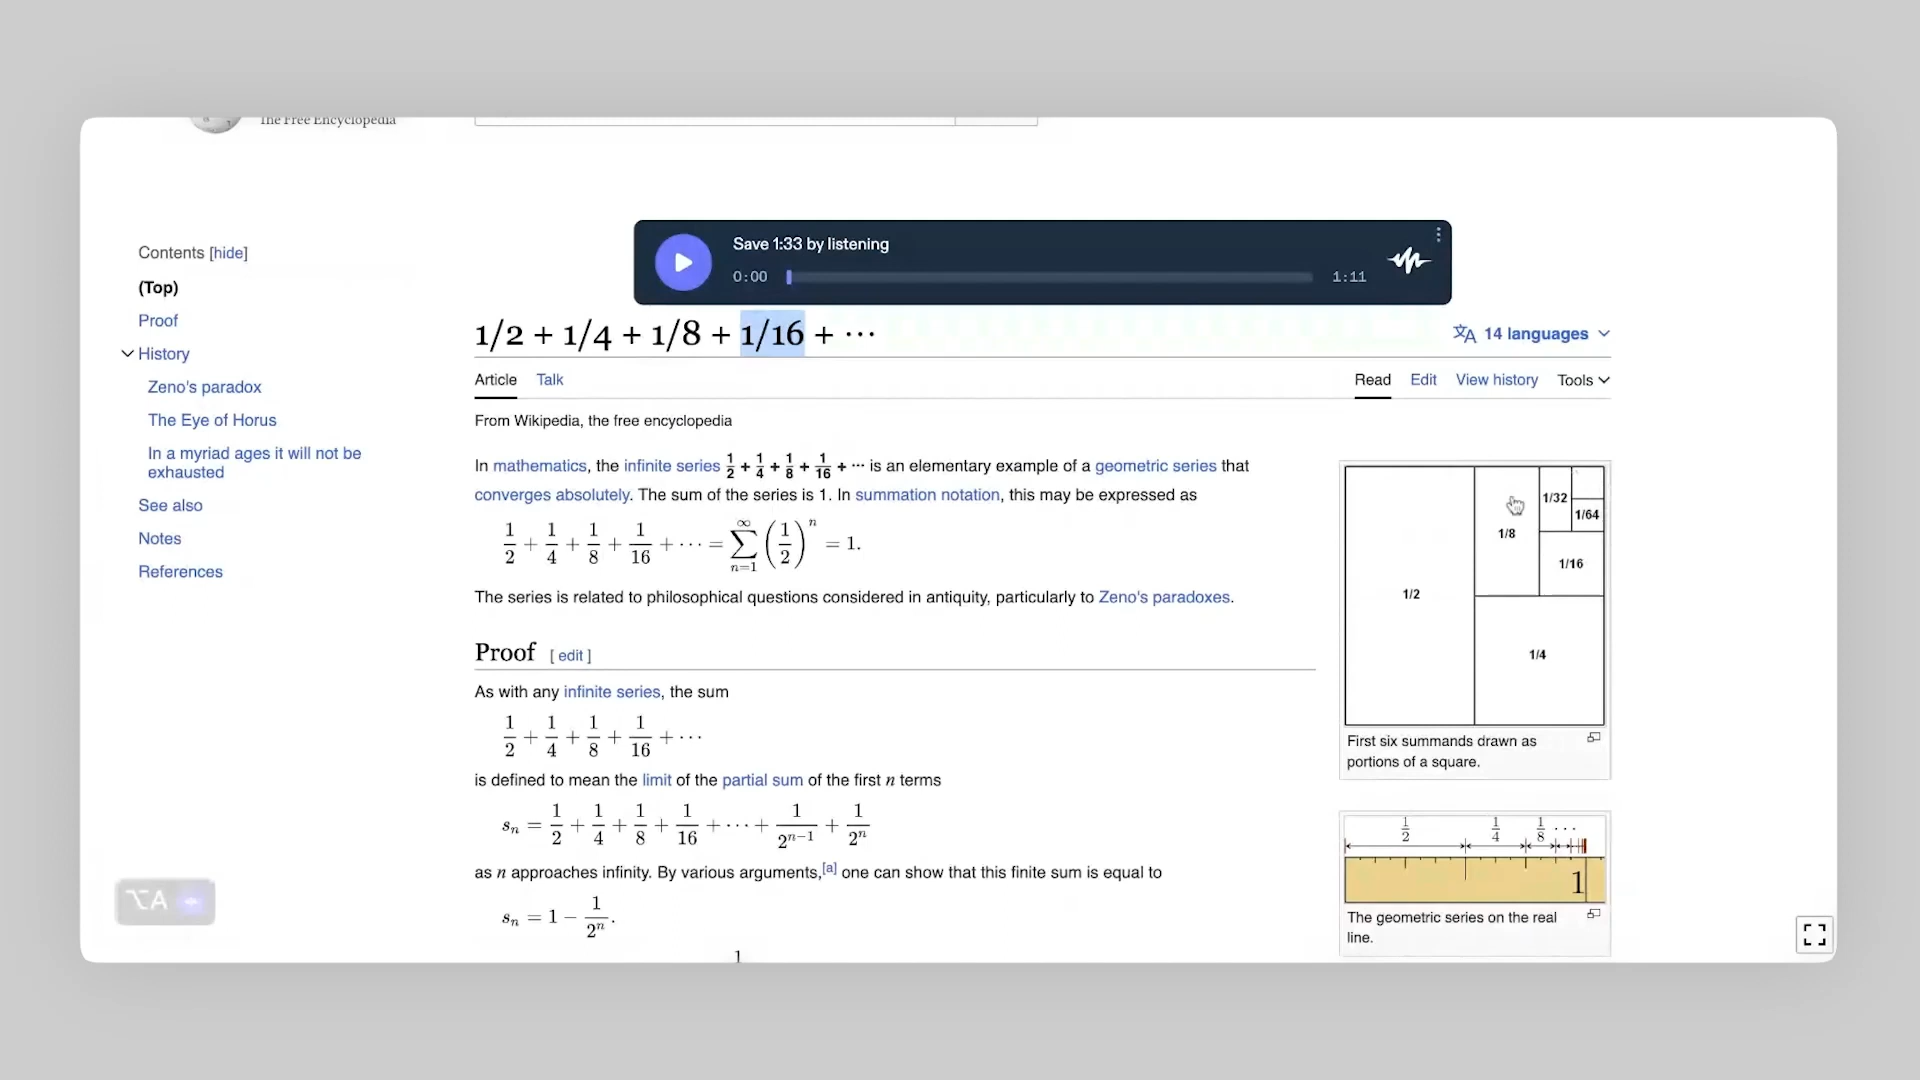 The Free Encyclopedia
Contents [hide]
(Top)
Proof
History
Zeno's paradox
The Eye of Horus
In a myriad ages it will not be
exhausted
See also
Notes
References
Save 1:33 by listening
0:00 1:11
1/2 + 1/4 + 1/8 + 1/16 + ⋯
14 languages
Article Talk
Read Edit View history Tools
From Wikipedia, the free encyclopedia
In mathematics, the infinite series 1/2 + 1/4 + 1/8 + 1/16 + ⋯ is an elementary example of a geometric series that
converges absolutely. The sum of the series is 1. In summation notation, this may be expressed as
1/2 + 1/4 + 1/8 + 1/16 + ⋯ = ∑_{n=1}^{∞} (1/2)^n = 1.
The series is related to philosophical questions considered in antiquity, particularly to Zeno's paradoxes.
Proof [ edit ]
As with any infinite series, the sum
1/2 + 1/4 + 1/8 + 1/16 + ⋯
is defined to mean the limit of the partial sum of the first n terms
s_n = 1/2 + 1/4 + 1/8 + 1/16 + ⋯ + 1/2^{n−1} + 1/2^n
as n approaches infinity. By various arguments,[a] one can show that this finite sum is equal to
s_n = 1 − 1/2^n.
1
1/2
1/8
1/32
1/64
1/16
1/4
First six summands drawn as
portions of a square.
1/2 1/4 1/8 ⋯
1
The geometric series on the real
line.
⌥A